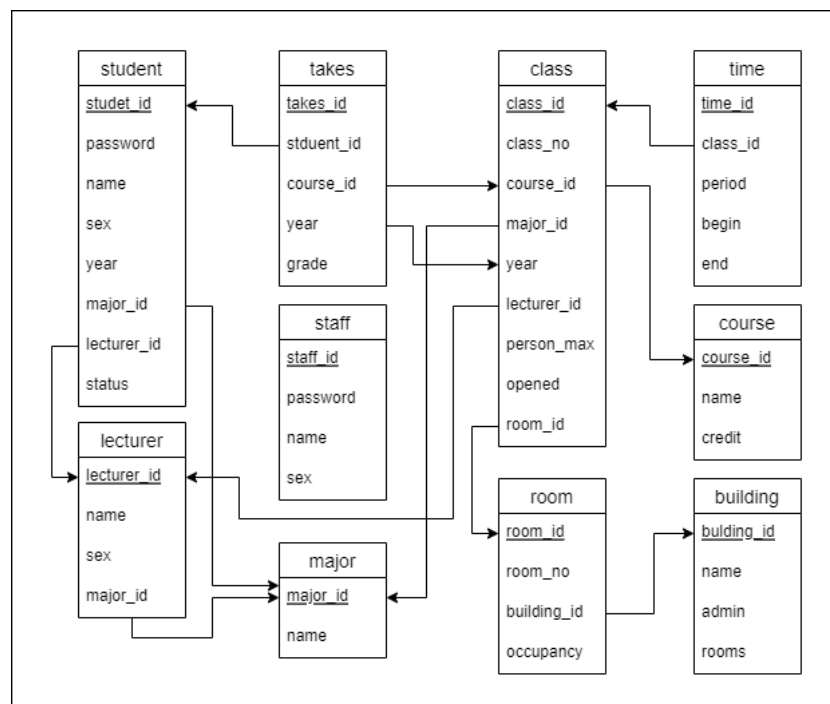 student
studet_id
password
name
sex
year
major_id
lecturer_id
status
takes
takes_id
stduent_id
course_id
year
grade
class
class_id
class_no
course_id
major_id
year
lecturer_id
person_max
opened
room_id
time
time_id
class_id
period
begin
end
staff
staff_id
password
name
sex
course
course_id
name
credit
lecturer
lecturer_id
name
sex
major_id
major
major_id
name
room
room_id
room_no
building_id
occupancy
building
bulding_id
name
admin
rooms